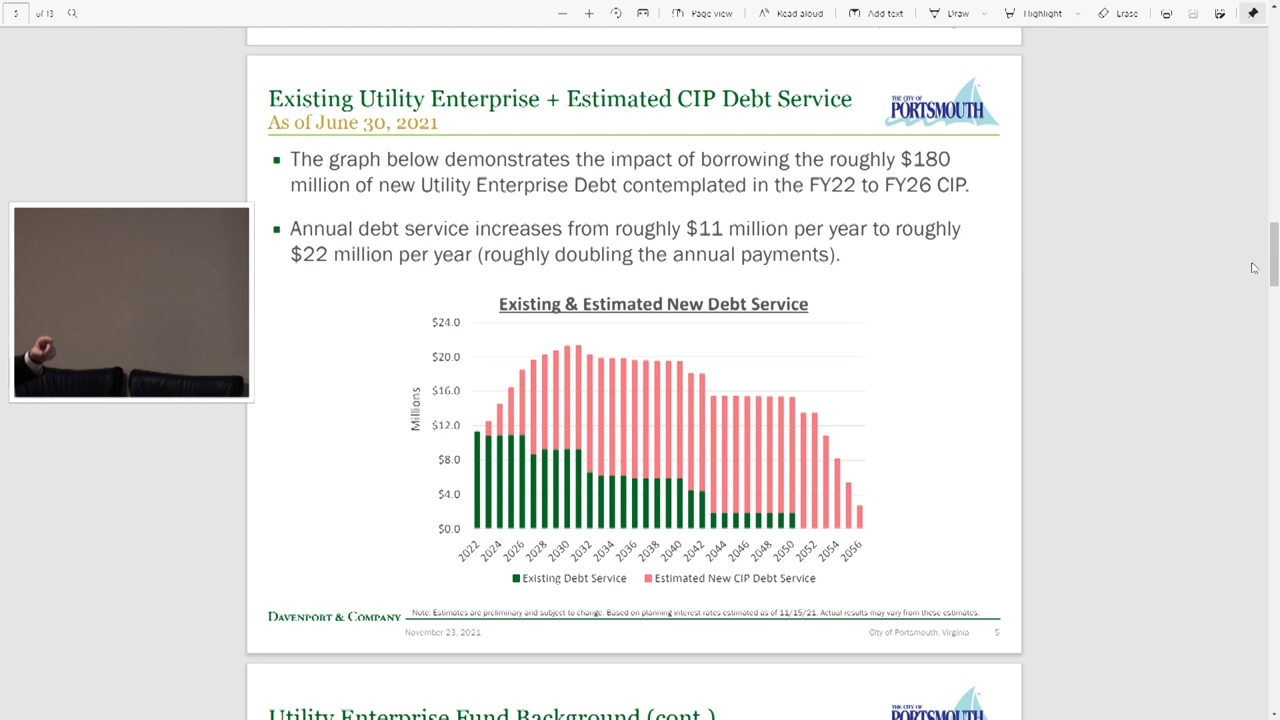 5 of 13 Page view Read aloud Add text Draw Highlight Erase
Existing Utility Enterprise + Estimated CIP Debt Service
As of June 30, 2021
THE CITY OF
PORTSMOUTH
▪ The graph below demonstrates the impact of borrowing the roughly $180
million of new Utility Enterprise Debt contemplated in the FY22 to FY26 CIP.
▪ Annual debt service increases from roughly $11 million per year to roughly
$22 million per year (roughly doubling the annual payments).
Existing & Estimated New Debt Service
$24.0
$20.0
$16.0
$12.0
$8.0
$4.0
$0.0
Millions
2022 2024 2026 2028 2030 2032 2034 2036 2038 2040 2042 2044 2046 2048 2050 2052 2054 2056
Existing Debt Service Estimated New CIP Debt Service
Note: Estimates are preliminary and subject to change. Based on planning interest rates estimated as of 11/15/21. Actual results may vary from these estimates.
DAVENPORT & COMPANY
November 23, 2021 City of Portsmouth, Virginia 5
Utility Enterprise Fund Background (cont.)
THE CITY OF
PORTSMOUTH